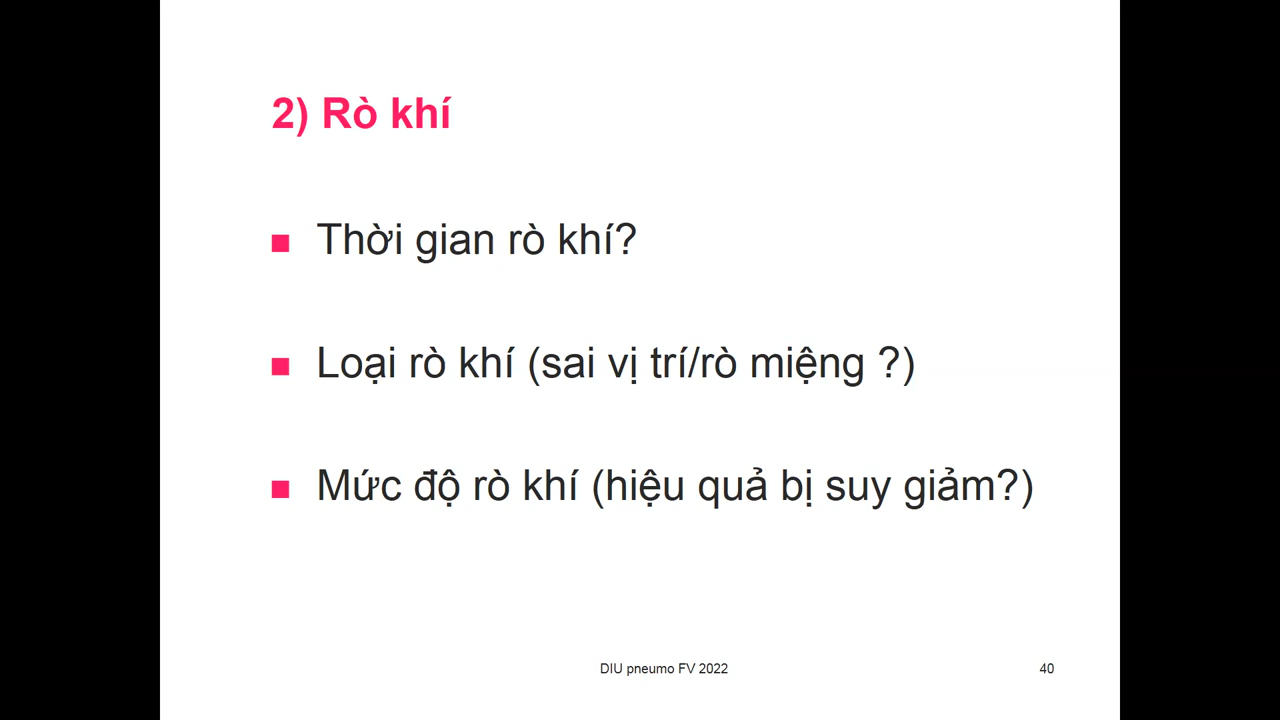 2) Rò khí
Thời gian rò khí?
Loại rò khí (sai vị trí/rò miệng ?)
Mức độ rò khí (hiệu quả bị suy giảm?)
DIU pneumo FV 2022
40